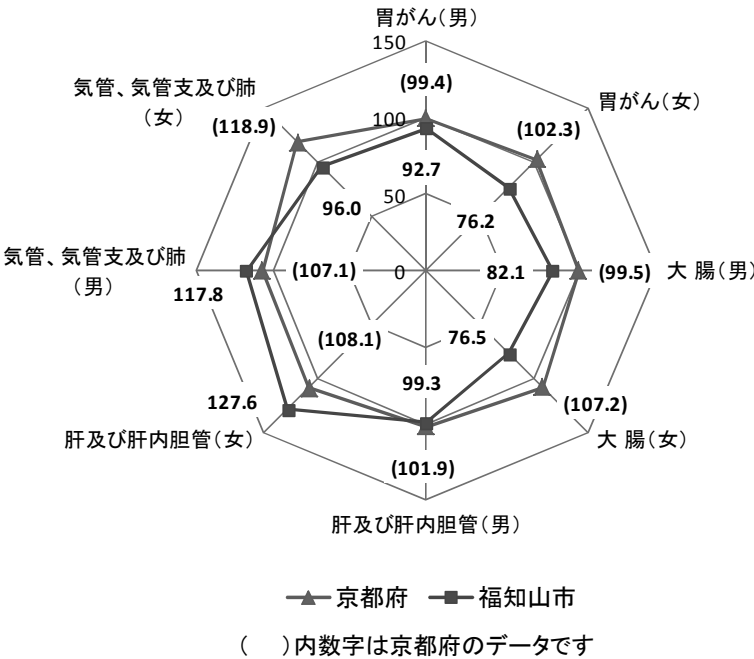 胃がん(男)
150
(99.4)
気管、気管支及び肺
(女)
胃がん(女)
(118.9)
100
(102.3)
92.7
50
96.0
76.2
気管、気管支及び肺
(男)
(107.1)
0
82.1
(99.5)
大 腸(男)
117.8
(108.1)
76.5
99.3
127.6
(107.2)
肝及び肝内胆管(女)
大 腸(女)
(101.9)
肝及び肝内胆管(男)
京都府 福知山市
(　)内数字は京都府のデータです